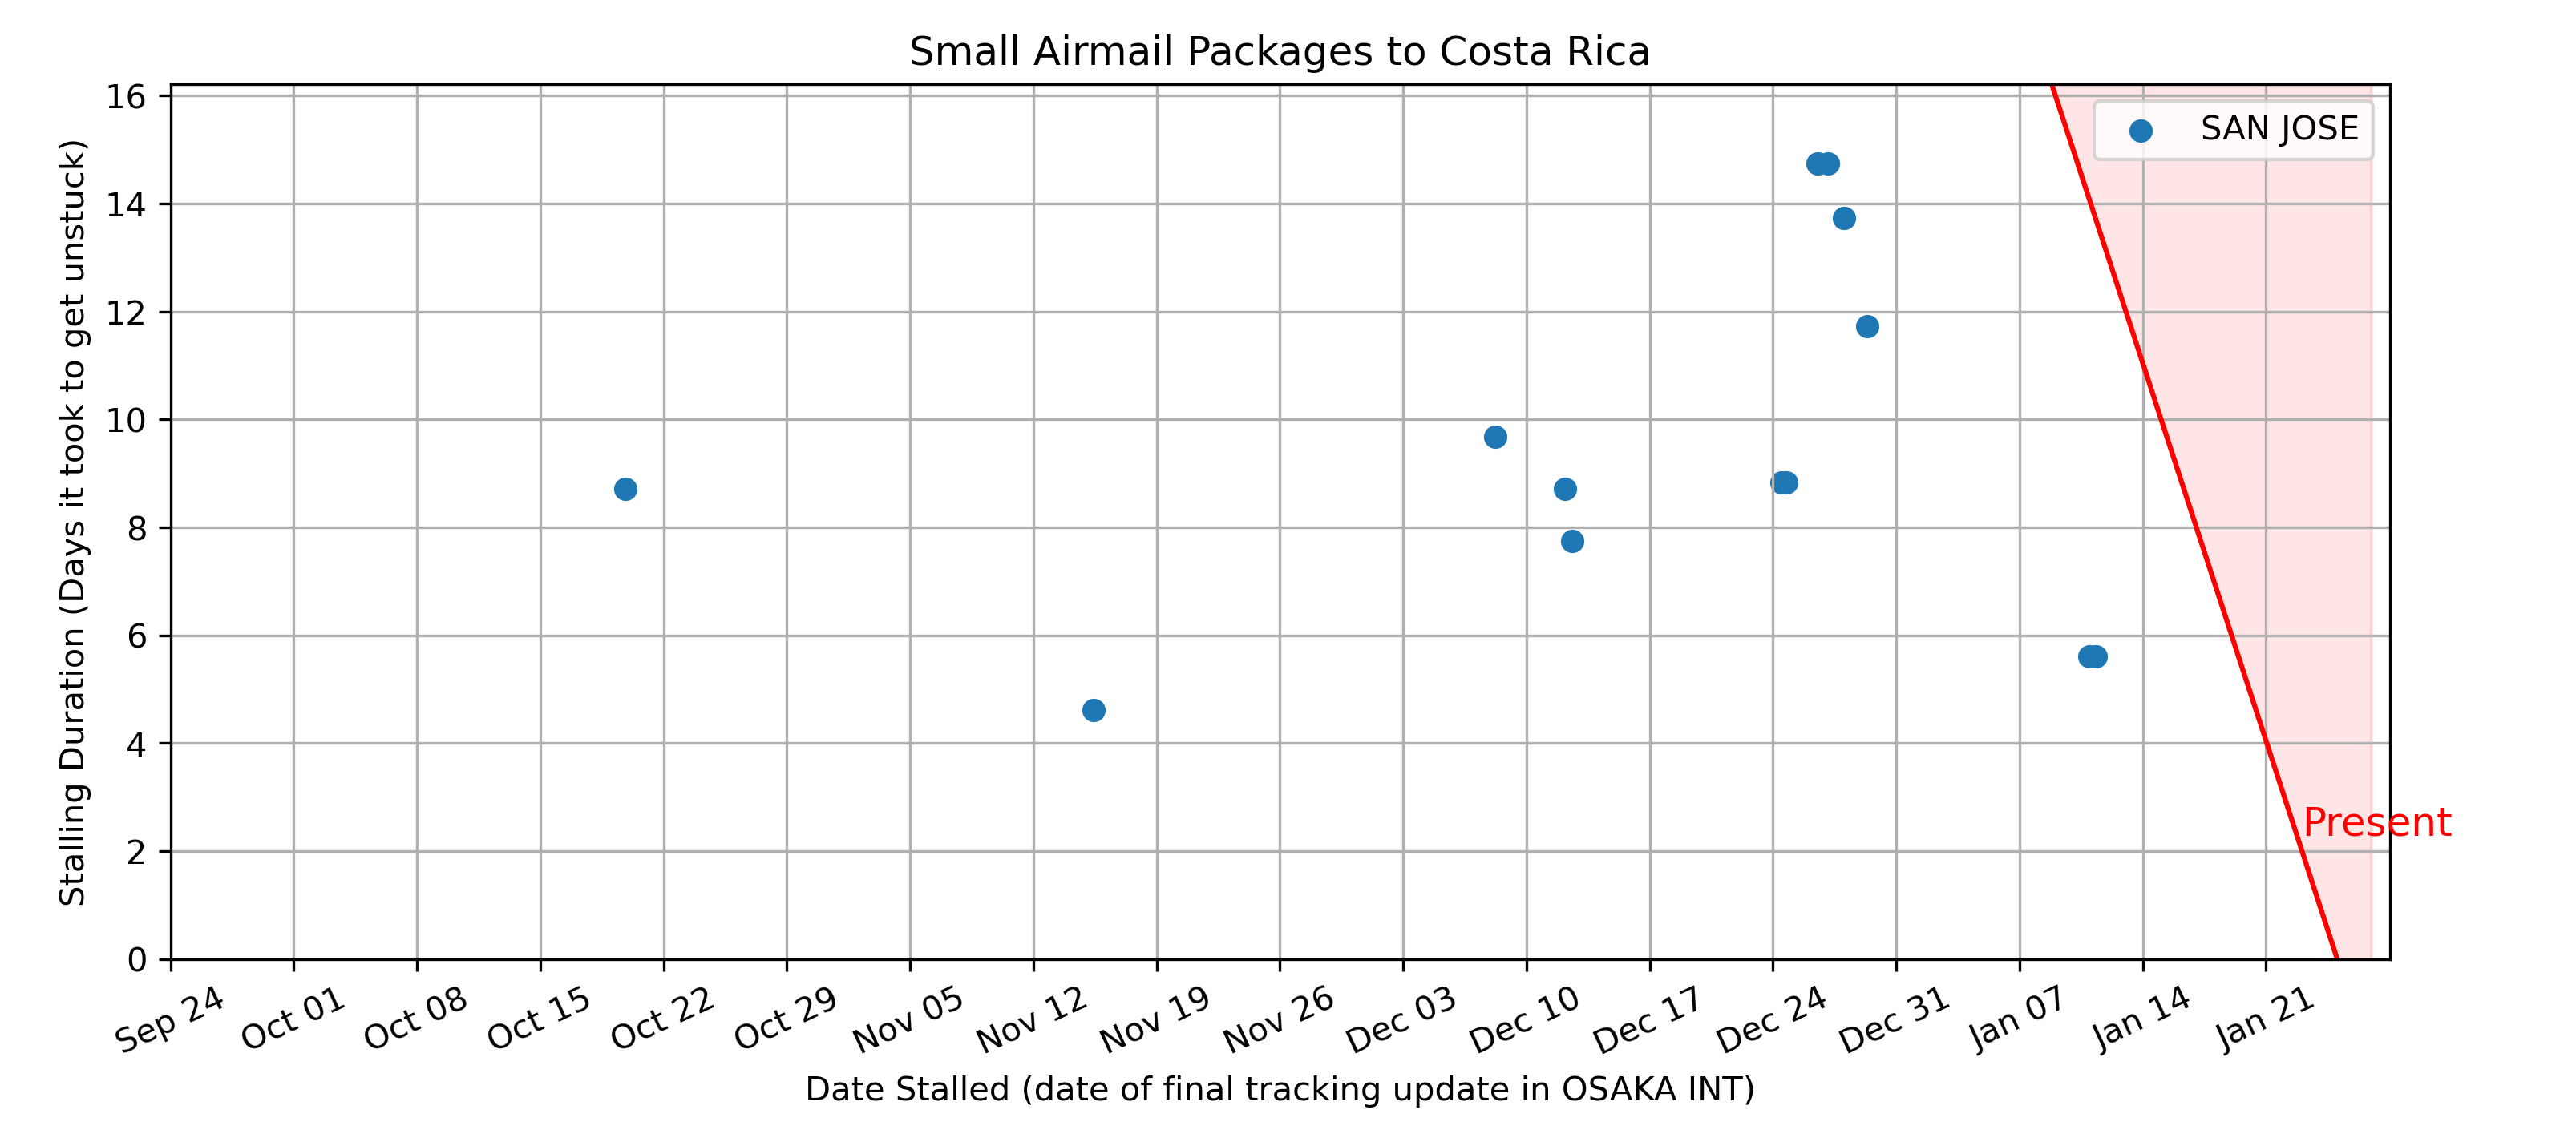 Small Airmail Packages to Costa Rica
Stalling Duration (Days it took to get unstuck)
16
14
12
10
8
6
4
2
0
SAN JOSE
Present
Sep 24 Oct 01 Oct 08 Oct 15 Oct 22 Oct 29 Nov 05 Nov 12 Nov 19 Nov 26 Dec 03 Dec 10 Dec 17 Dec 24 Dec 31 Jan 07 Jan 14 Jan 21
Date Stalled (date of final tracking update in OSAKA INT)